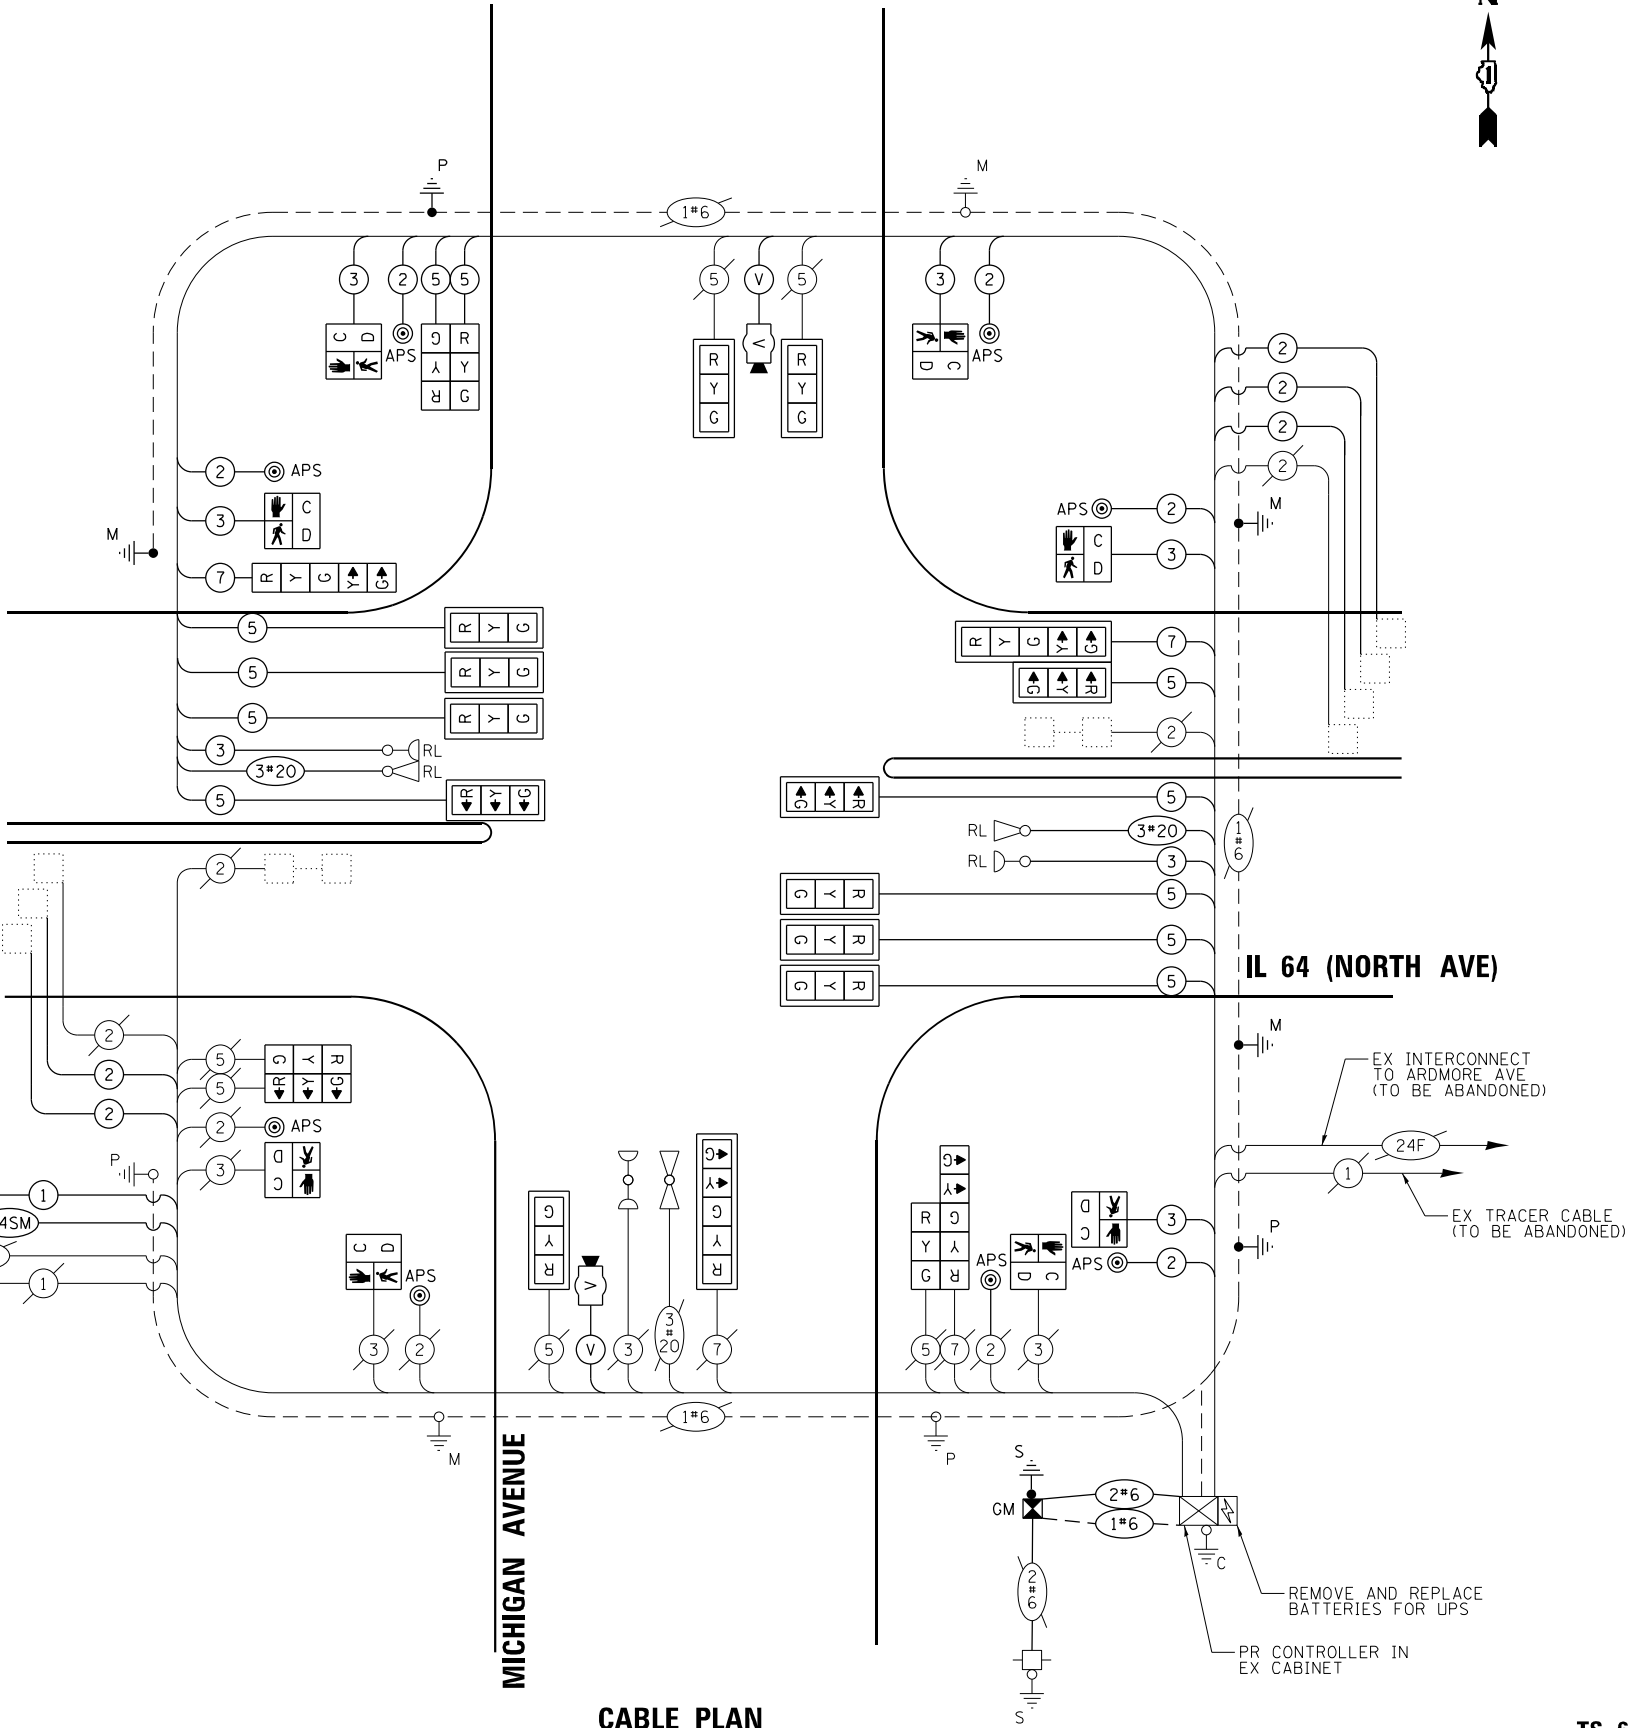 N
1
P
M
1#6
3 2 5 5
5 V 5
3 2
C D
APS
G R
Y Y
R G
R
Y
G
V
R
Y
G
D C
APS
2
2
2
2
M
2 APS
3 C
D
M
7 R Y G Y G
APS 2
C 3
D
5 R Y G
5 R Y G
5 R Y G
3 RL
3#20 RL
5 R Y G
R Y G Y G 7
G Y R 5
2
G Y R 5
RL 3#20
RL 3
1#6
G Y R 5
G Y R 5
G Y R 5
2
IL 64 (NORTH AVE)
2
2
2
5 G Y R
5 R Y G
2 APS
3 D
C
P
1
4SM
1
M
EX INTERCONNECT
TO ARDMORE AVE
(TO BE ABANDONED)
24F
1
EX TRACER CABLE
(TO BE ABANDONED)
P
C D
APS
3 2
G
Y
R
V
G
Y
G
Y
R
5 V 3 3#20 7
G
Y
R G
Y Y
G R
APS
D C
D
C 3
APS 2
5 7 2 3
M
1#6
P
MICHIGAN AVENUE
S
GM
2#6
1#6
C
2#6
S
REMOVE AND REPLACE
BATTERIES FOR UPS
PR CONTROLLER IN
EX CABINET
CABLE PLAN